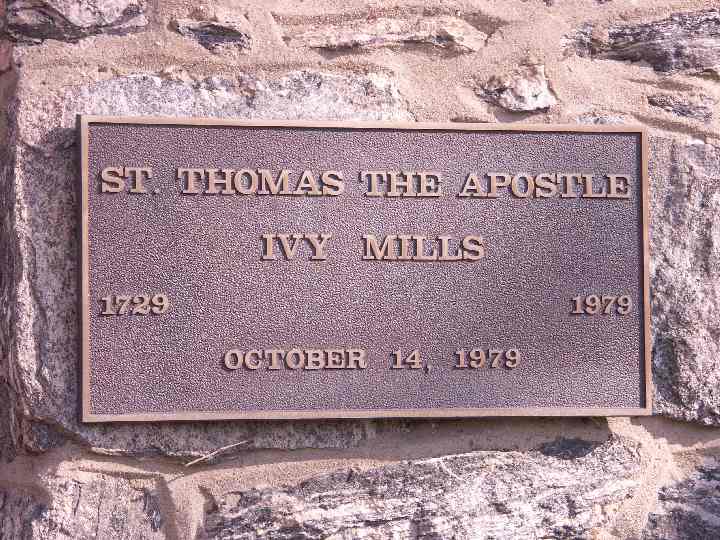 ST. THOMAS THE APOSTLE
IVY MILLS
1729 1979
OCTOBER 14, 1979